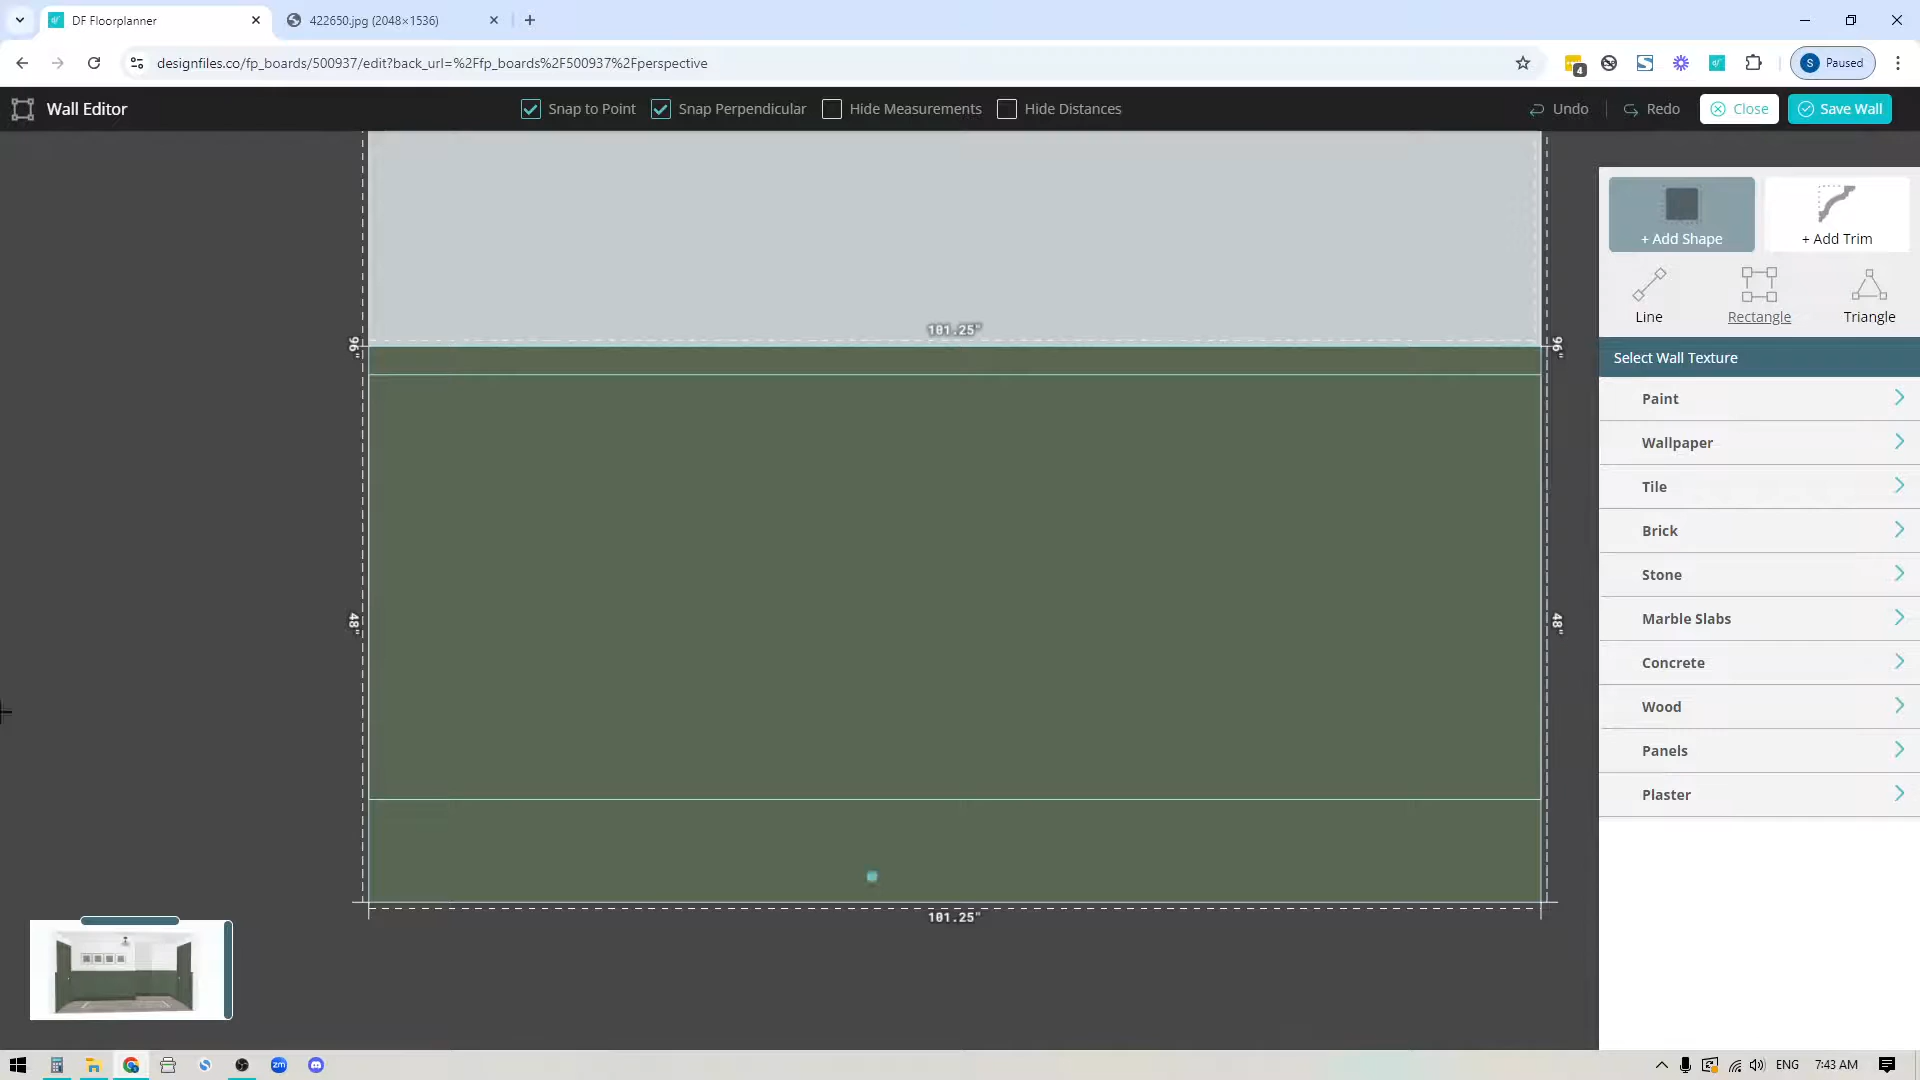 DF Floorplanner
422650.jpg (2048×1536)
designfiles.co/fp_boards/500937/edit?back_url=%2Ffp_boards%2F500937%2Fperspective
4
S
Paused
Wall Editor
Snap to Point
Snap Perpendicular
Hide Measurements
Hide Distances
Undo
Redo
Close
Save Wall
+ Add Shape
+ Add Trim
Line
Rectangle
Triangle
Select Wall Texture
Paint
Wallpaper
Tile
Brick
Stone
Marble Slabs
Concrete
Wood
Panels
Plaster
101.25"
96"
96"
48"
48"
101.25"
zm
ENG
7:43 AM